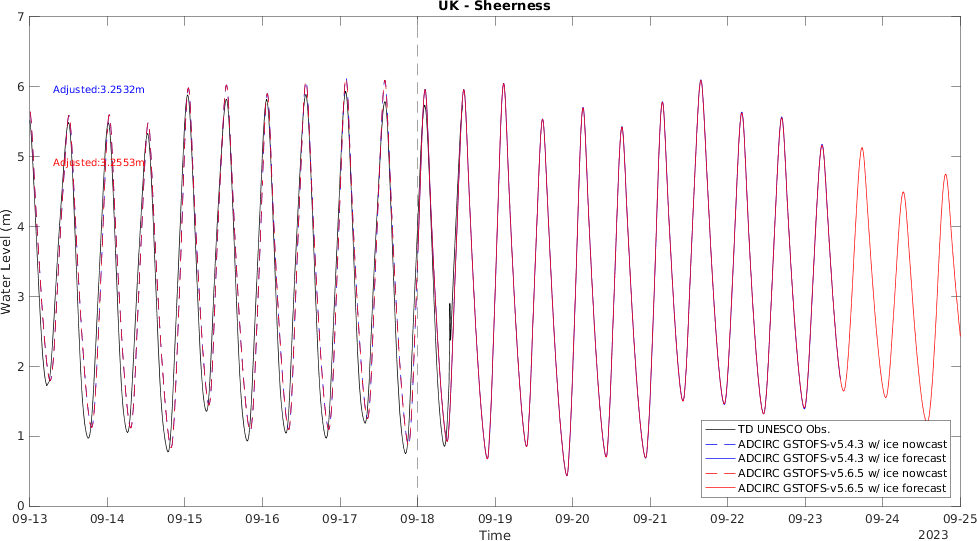 UK - Sheerness
7
6
5
4
3
2
1
0
Water Level (m)
Adjusted:3.2532m
Adjusted:3.2553m
TD UNESCO Obs.
ADCIRC GSTOFS-v5.4.3 w/ ice nowcast
ADCIRC GSTOFS-v5.4.3 w/ ice forecast
ADCIRC GSTOFS-v5.6.5 w/ ice nowcast
ADCIRC GSTOFS-v5.6.5 w/ ice forecast
09-13 09-14 09-15 09-16 09-17 09-18 09-19 09-20 09-21 09-22 09-23 09-24 09-25
Time
2023